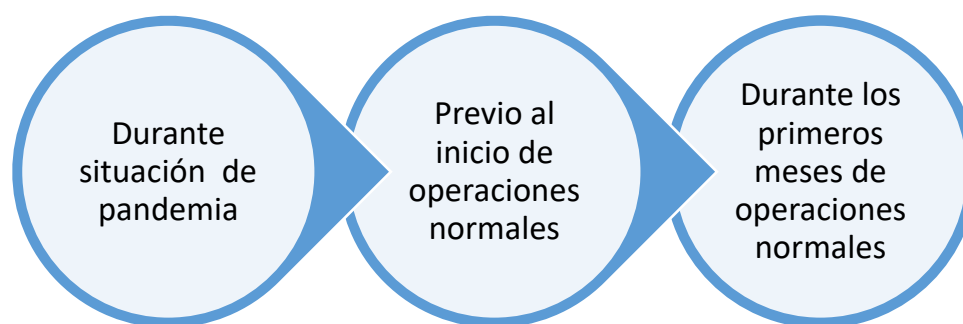 Durante
situación de
pandemia
Previo al
inicio de
operaciones
normales
Durante los
primeros
meses de
operaciones
normales